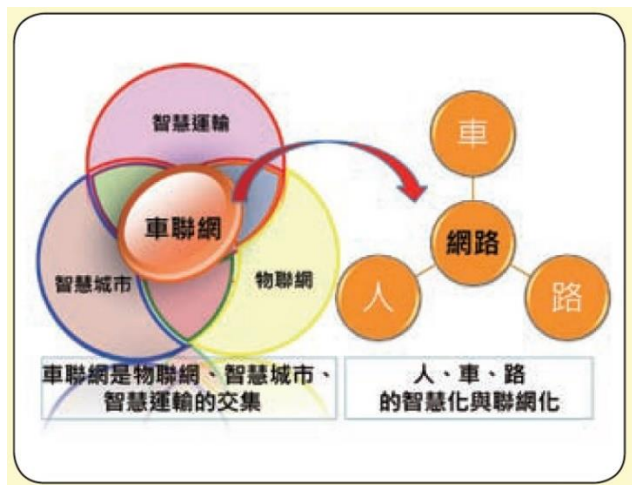 智慧運輸
車聯網
智慧城市
物聯網
車聯網是物聯網、智慧城市、
智慧運輸的交集
車
網路
人
路
人、車、路
的智慧化與聯網化